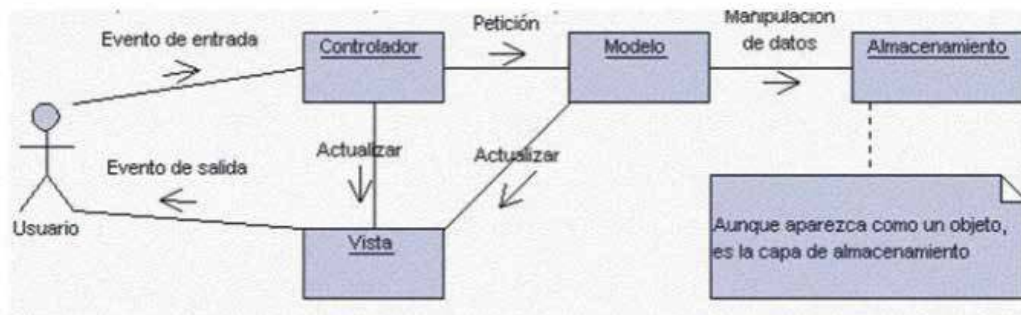 Evento de entrada
Controlador
Petición
Modelo
Manipulacion
de datos
Almacenamiento
Usuario
Evento de salida
Actualizar
Actualizar
Vista
Aunque aparezca como un objeto,
es la capa de almacenamiento